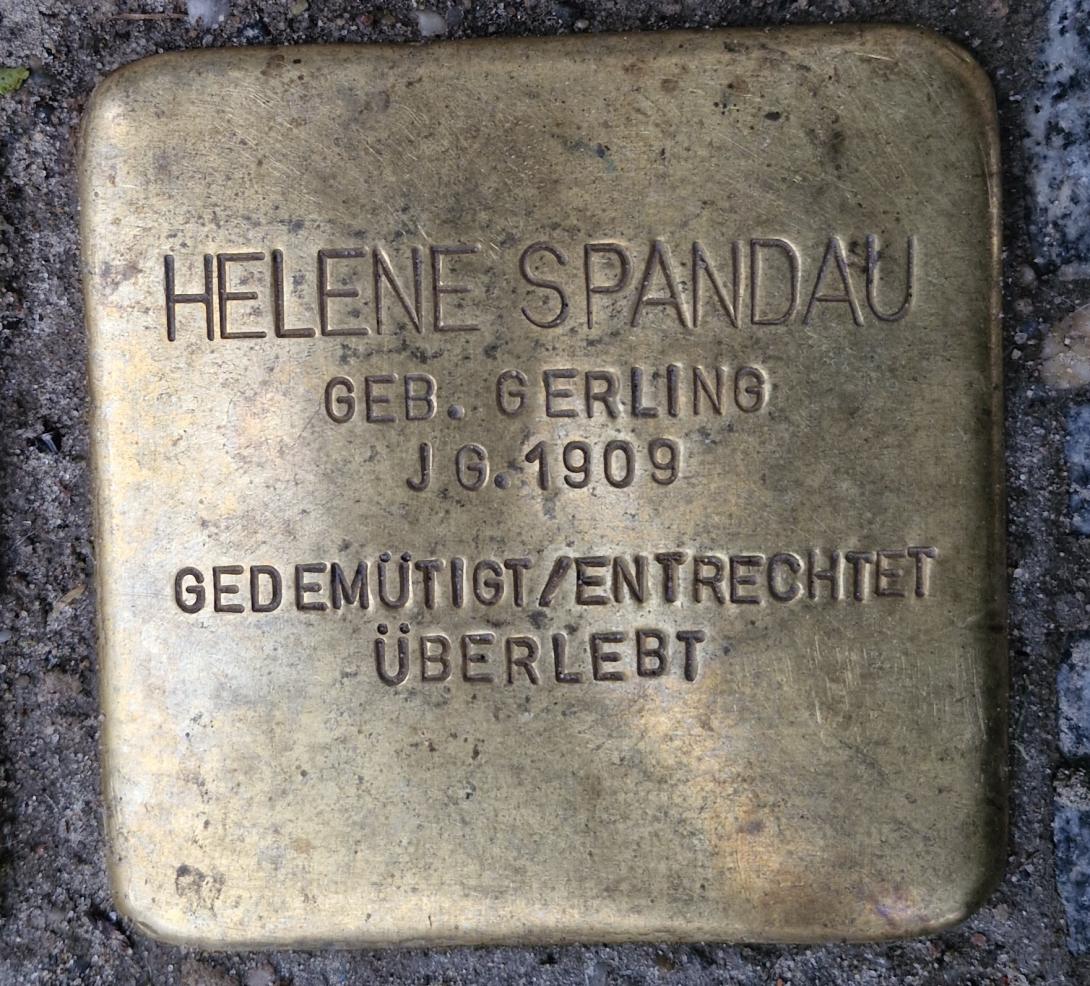 HELENE SPANDAU
GEB. GERLING
JG. 1909
GEDEMÜTIGT/ENTRECHTET
ÜBERLEBT